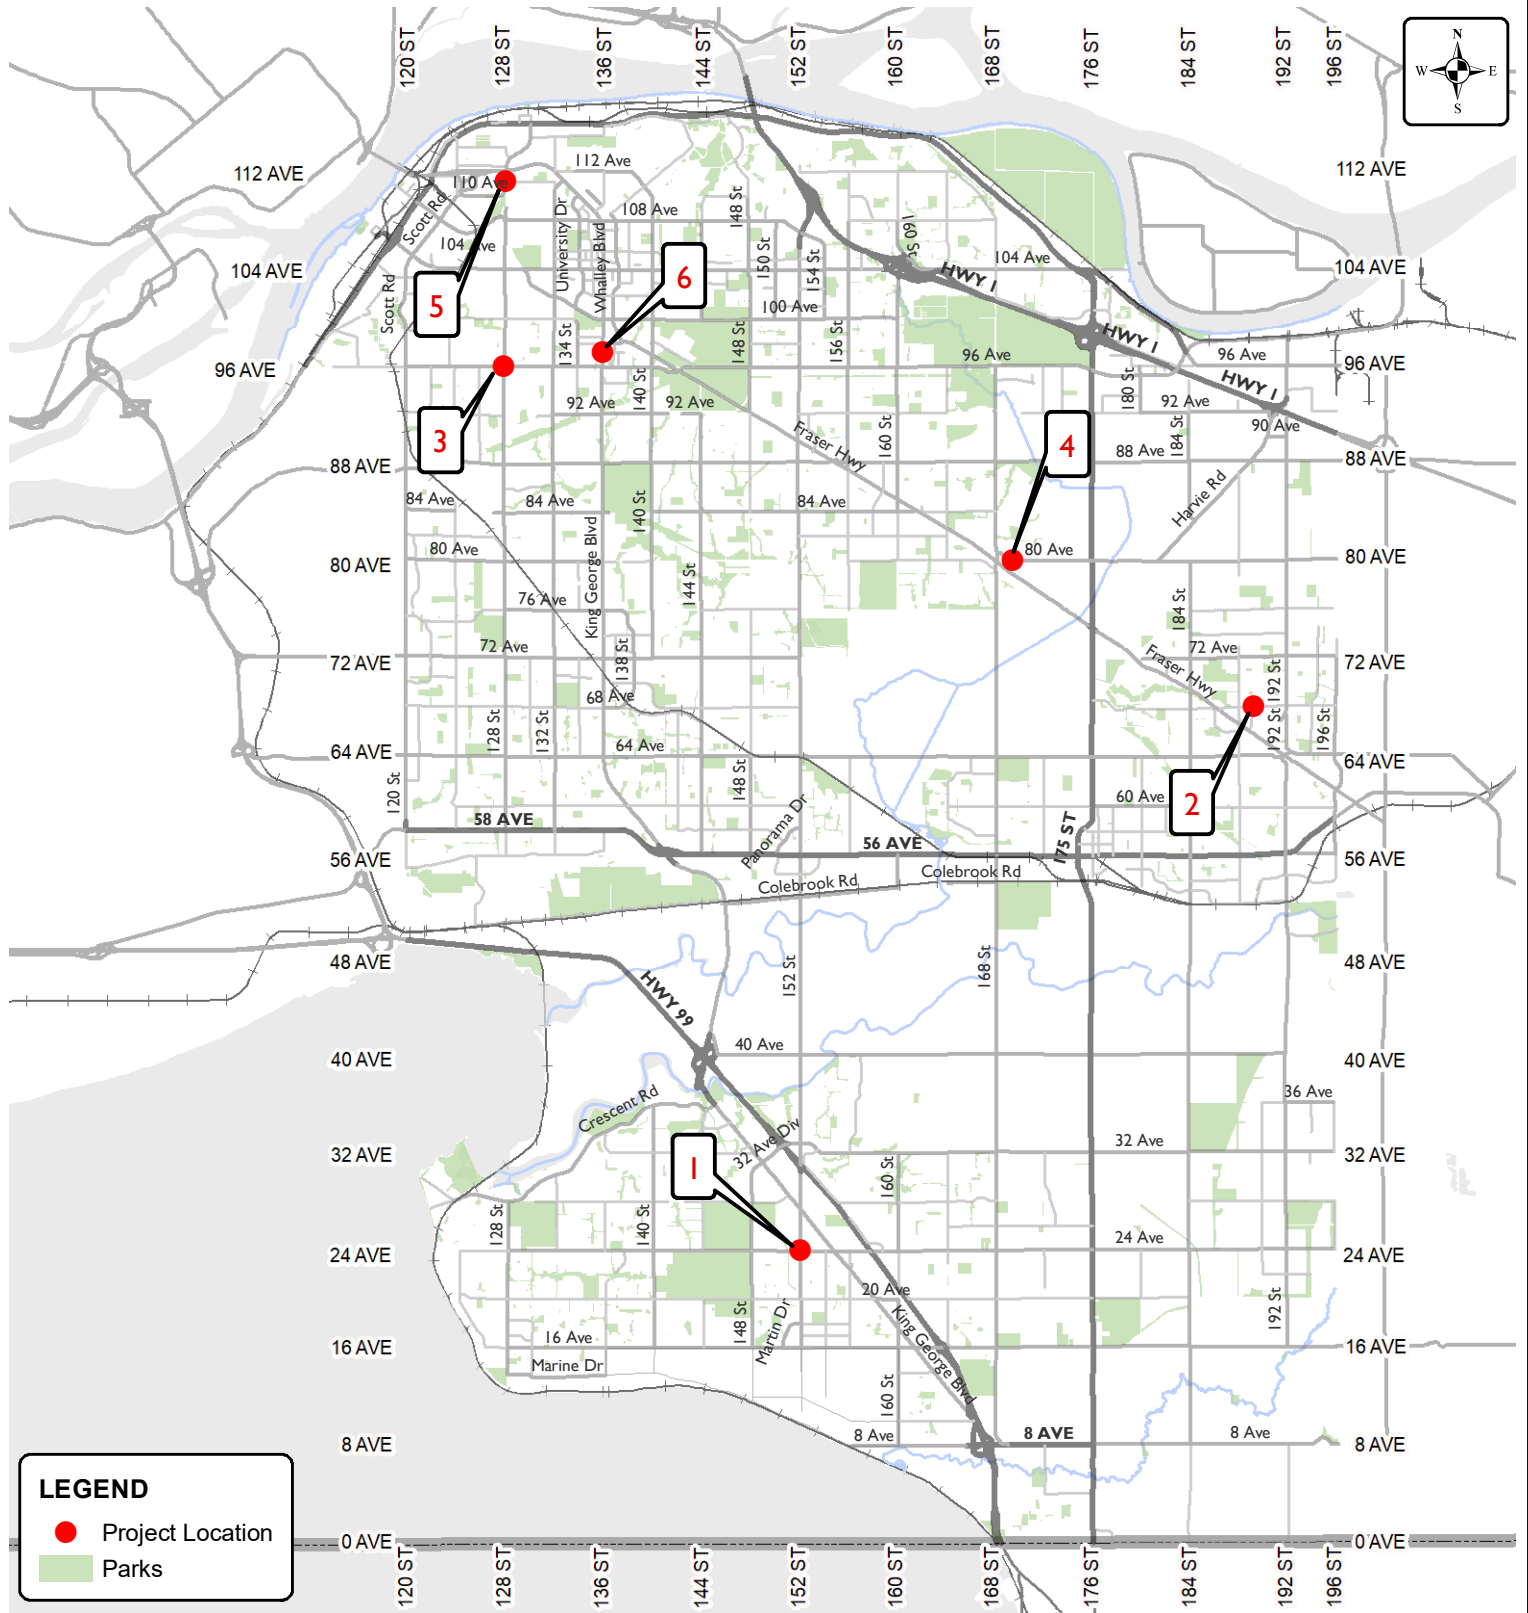 120 ST
128 ST
136 ST
144 ST
152 ST
160 ST
168 ST
176 ST
184 ST
192 ST
196 ST
N
W
E
S
112 AVE
112 Ave
112 AVE
110 Ave
Scott Rd
108 Ave
148 St
160 St
University Dr
Whalley Blvd
104 Ave
150 St
154 St
104 Ave
104 AVE
HWY 1
104 AVE
6
5
Scott Rd
100 Ave
134 St
148 St
156 St
HWY 1
96 AVE
96 Ave
96 Ave
96 AVE
140 St
180 St
HWY 1
92 Ave
92 Ave
92 Ave
3
Fraser Hwy
160 St
4
184 St
90 Ave
88 AVE
88 Ave
88 AVE
84 Ave
84 Ave
140 St
84 Ave
Harvie Rd
80 Ave
King George Blvd
80 Ave
80 AVE
80 AVE
144 St
76 Ave
184 St
72 Ave
138 St
72 Ave
72 AVE
72 AVE
Fraser Hwy
192 St
68 Ave
128 St
132 St
192 St
196 St
64 AVE
64 Ave
64 AVE
120 St
148 St
60 Ave
2
58 AVE
Panorama Dr
56 AVE
175 ST
56 AVE
56 AVE
Colebrook Rd
Colebrook Rd
48 AVE
HWY 99
152 St
168 St
48 AVE
40 Ave
40 AVE
40 AVE
Crescent Rd
36 Ave
32 Ave Div
32 Ave
32 AVE
32 AVE
1
160 St
128 St
140 St
24 Ave
24 AVE
24 AVE
20 Ave
148 St
Martin Dr
King George Blvd
192 St
16 Ave
16 AVE
16 AVE
Marine Dr
160 St
8 Ave
8 AVE
8 Ave
8 AVE
8 AVE
LEGEND
Project Location
Parks
0 AVE
0 AVE
120 ST
128 ST
136 ST
144 ST
152 ST
160 ST
168 ST
176 ST
184 ST
192 ST
196 ST